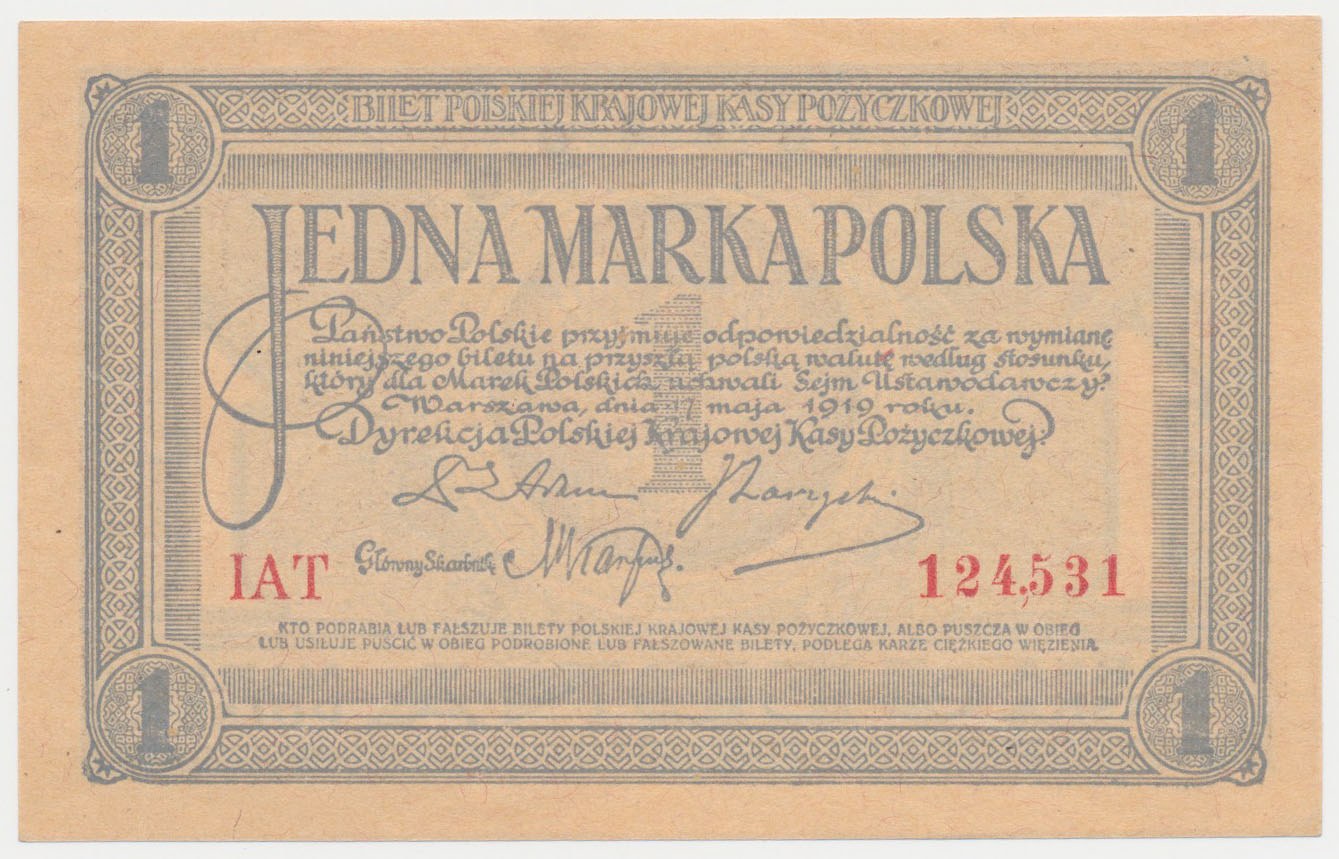 1 BILET POLSKIEJ KRAJOWEJ KASY POŻYCZKOWEJ 1
JEDNA MARKA POLSKA
1
Państwo Polskie przyjmuje odpowiedzialność za wymianę
niniejszego biletu na przyszłą polską walutę według stosunku,
który dla Marek Polskich uchwali Sejm Ustawodawczy.
Warszawa, dnia 17 maja 1919 roku.
Dyrekcja Polskiej Krajowej Kasy Pożyczkowej
IAT Główny Skarbnik 124,531
KTO PODRABIA LUB FAŁSZUJE BILETY POLSKIEJ KRAJOWEJ KASY POŻYCZKOWEJ, ALBO PUSZCZA W OBIEG
LUB USIŁUJE PUŚCIĆ W OBIEG PODROBIONE LUB FAŁSZOWANE BILETY, PODLEGA KARZE CIĘŻKIEGO WIĘZIENIA.
1 1